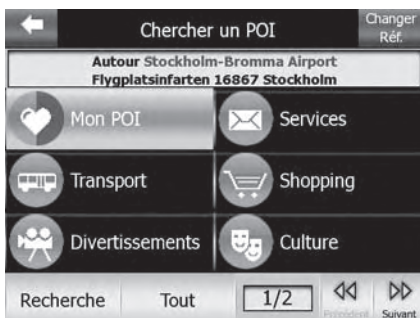 Chercher un POI
Changer
Réf.
Autour Stockholm-Bromma Airport
Flygplatsinfarten 16867 Stockholm
Mon POI
Services
Transport
Shopping
Divertissements
Culture
Recherche
Tout
1/2
Précédent
Suivant